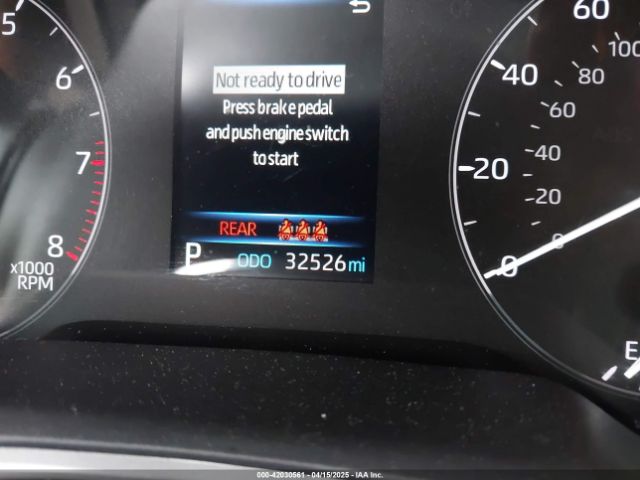 5
6
7
8
x1000
RPM
Not ready to drive
Press brake pedal
and push engine switch
to start
REAR
P ODO 32526 mi
60
100
40
80
60
20
40
20
0
0
E
000-42030561 - 04/15/2025 - IAA Inc.